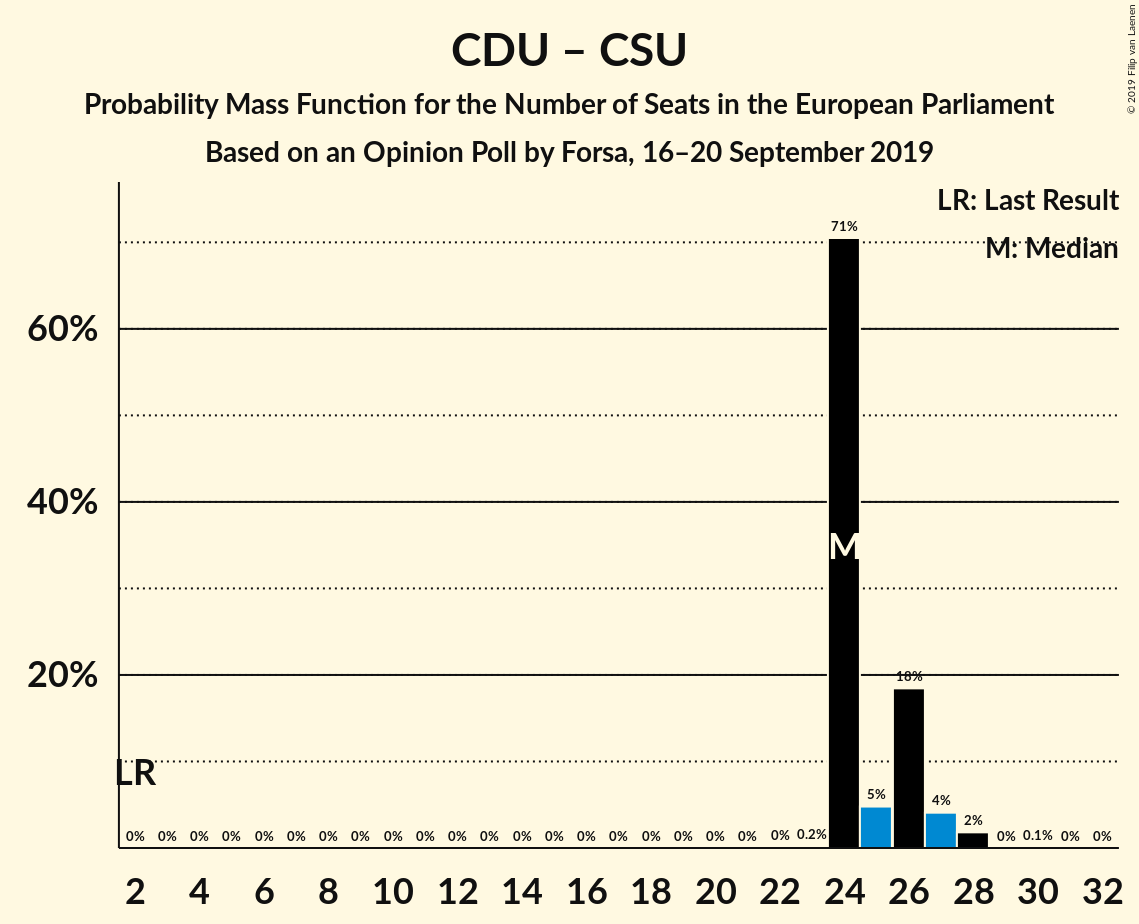 CDU – CSU
Probability Mass Function for the Number of Seats in the European Parliament
Based on an Opinion Poll by Forsa, 16–20 September 2019
© 2019 Filip van Laenen
LR: Last Result
M: Median
71%
60%
40%
M
20%
18%
LR
5%
4%
2%
0% 0% 0% 0% 0% 0% 0% 0% 0% 0% 0% 0% 0% 0% 0% 0% 0% 0% 0% 0% 0% 0.2% 0% 0.1% 0% 0%
2 4 6 8 10 12 14 16 18 20 22 24 26 28 30 32